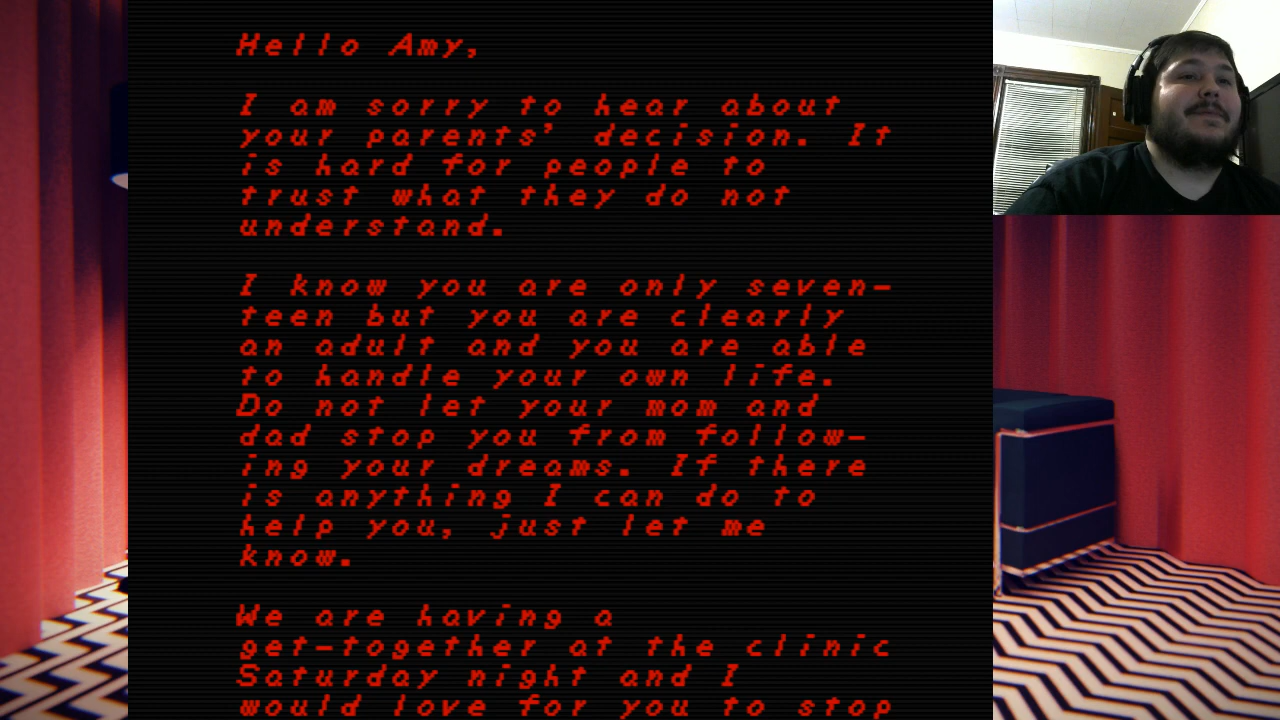 Hello Amy,
I am sorry to hear about
your parents' decision. It
is hard for people to
trust what they do not
understand.
I know you are only seven-
teen but you are clearly
an adult and you are able
to handle your own life.
Do not let your mom and
dad stop you from follow-
ing your dreams. If there
is anything I can do to
help you, just let me
know.
We are having a
get-together at the clinic
Saturday night and I
would love for you to stop